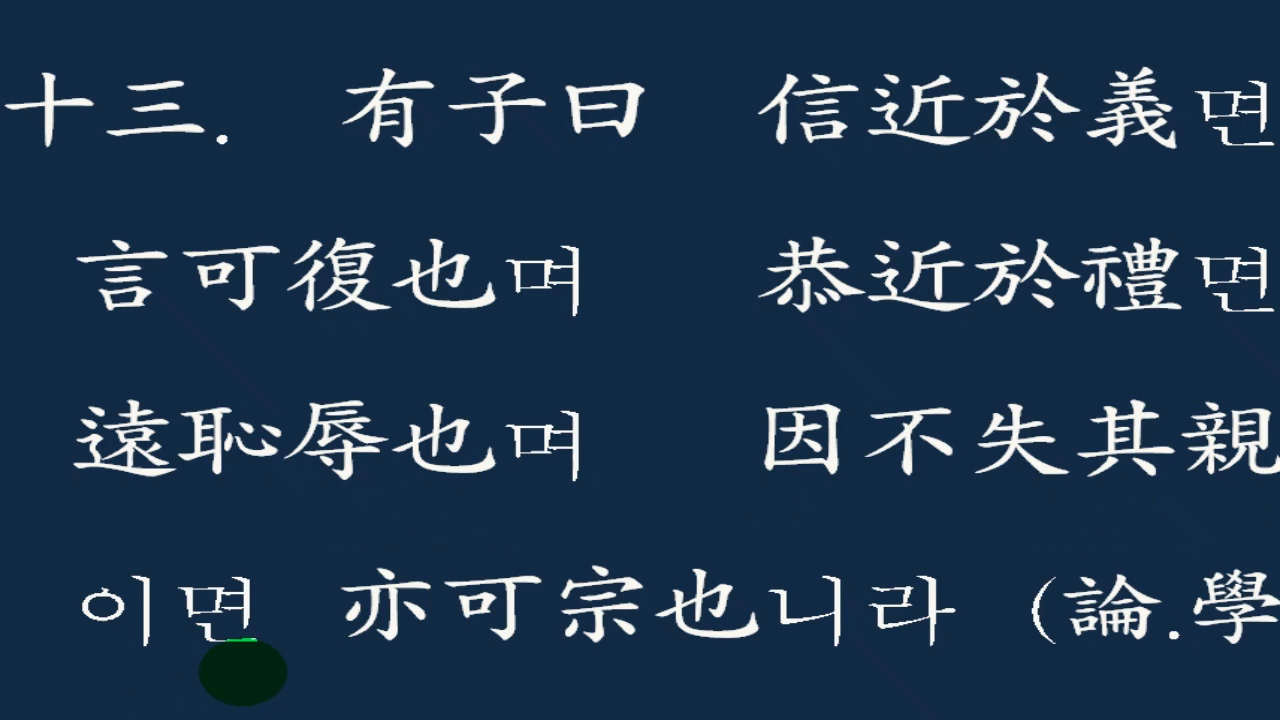 十三. 有子曰 信近於義면
言可復也며 恭近於禮면
遠恥辱也며 因不失其親
이면 亦可宗也니라 (論.學